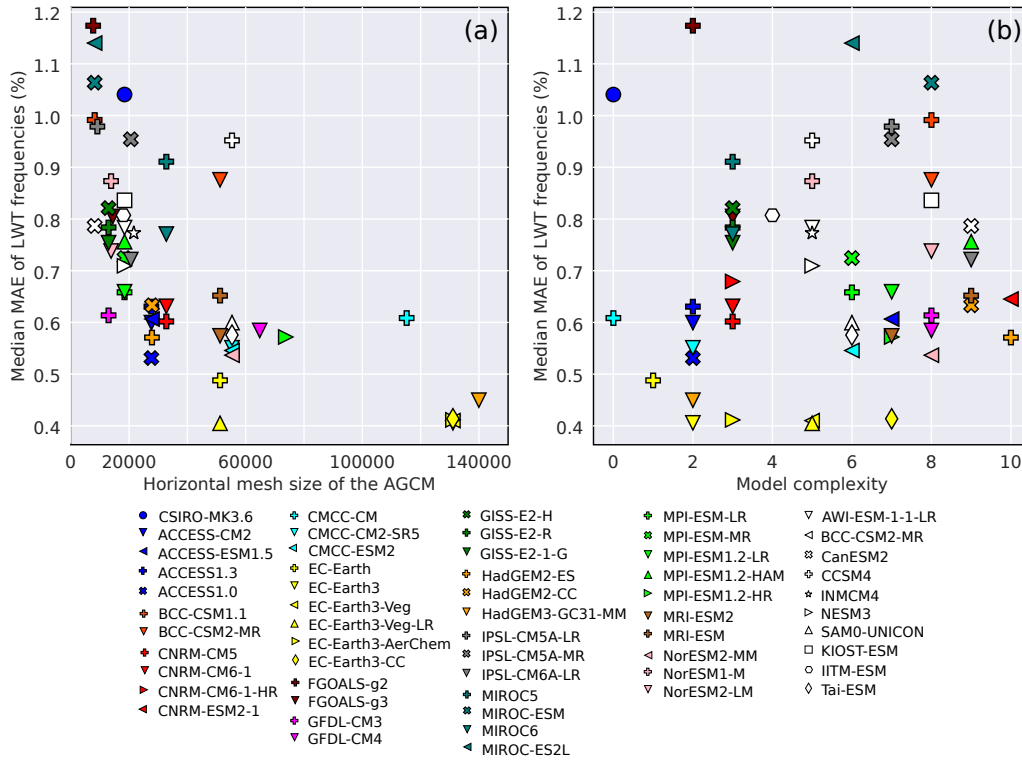 (a)
(b)
Median MAE of LWT frequencies (%)
1.2
1.1
1.0
0.9
0.8
0.7
0.6
0.5
0.4
0 20000 60000 100000 140000
Horizontal mesh size of the AGCM
Median MAE of LWT frequencies (%)
1.2
1.1
1.0
0.9
0.8
0.7
0.6
0.5
0.4
0 2 4 6 8 10
Model complexity
CSIRO-MK3.6
ACCESS-CM2
ACCESS-ESM1.5
ACCESS1.3
ACCESS1.0
BCC-CSM1.1
BCC-CSM2-MR
CNRM-CM5
CNRM-CM6-1
CNRM-CM6-1-HR
CNRM-ESM2-1
CMCC-CM
CMCC-CM2-SR5
CMCC-ESM2
EC-Earth
EC-Earth3
EC-Earth3-Veg
EC-Earth3-Veg-LR
EC-Earth3-AerChem
EC-Earth3-CC
FGOALS-g2
FGOALS-g3
GFDL-CM3
GFDL-CM4
GISS-E2-H
GISS-E2-R
GISS-E2-1-G
HadGEM2-ES
HadGEM2-CC
HadGEM3-GC31-MM
IPSL-CM5A-LR
IPSL-CM5A-MR
IPSL-CM6A-LR
MIROC5
MIROC-ESM
MIROC6
MIROC-ES2L
MPI-ESM-LR
MPI-ESM-MR
MPI-ESM1.2-LR
MPI-ESM1.2-HAM
MPI-ESM1.2-HR
MRI-ESM2
MRI-ESM
NorESM2-MM
NorESM1-M
NorESM2-LM
AWI-ESM-1-1-LR
BCC-CSM2-MR
CanESM2
CCSM4
INMCM4
NESM3
SAM0-UNICON
KIOST-ESM
IITM-ESM
Tai-ESM